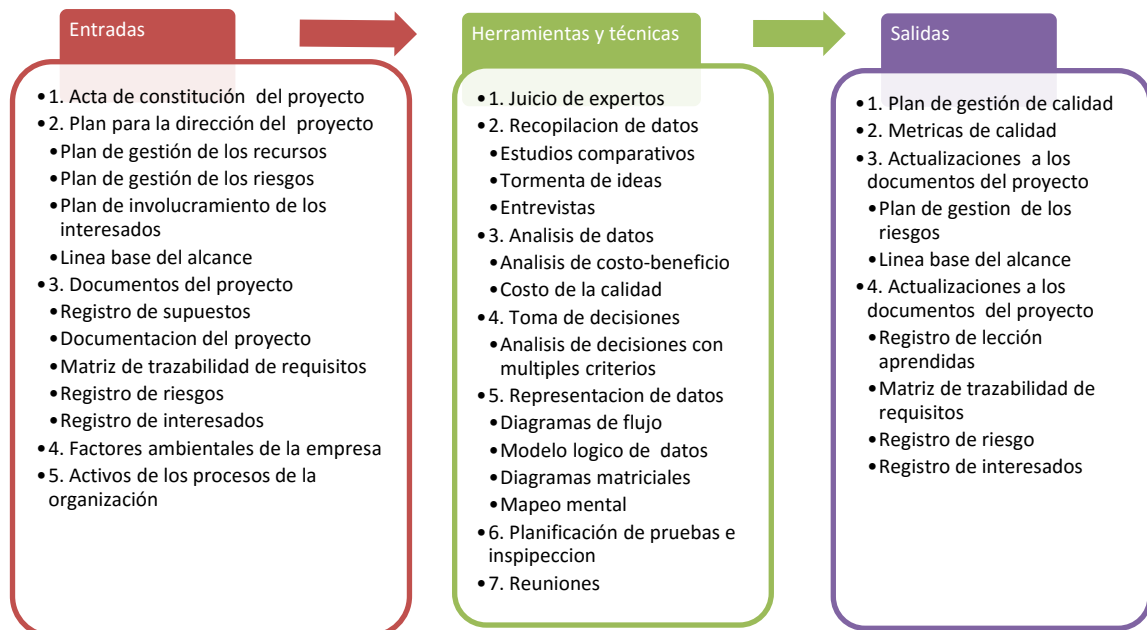 Entradas
•1. Acta de constitución del proyecto
•2. Plan para la dirección del proyecto
•Plan de gestión de los recursos
•Plan de gestión de los riesgos
•Plan de involucramiento de los
interesados
•Linea base del alcance
•3. Documentos del proyecto
•Registro de supuestos
•Documentacion del proyecto
•Matriz de trazabilidad de requisitos
•Registro de riesgos
•Registro de interesados
•4. Factores ambientales de la empresa
•5. Activos de los procesos de la
organización
Herramientas y técnicas
•1. Juicio de expertos
•2. Recopilacion de datos
•Estudios comparativos
•Tormenta de ideas
•Entrevistas
•3. Analisis de datos
•Analisis de costo-beneficio
•Costo de la calidad
•4. Toma de decisiones
•Analisis de decisiones con
multiples criterios
•5. Representacion de datos
•Diagramas de flujo
•Modelo logico de datos
•Diagramas matriciales
•Mapeo mental
•6. Planificación de pruebas e
inspipeccion
•7. Reuniones
Salidas
•1. Plan de gestión de calidad
•2. Metricas de calidad
•3. Actualizaciones a los
documentos del proyecto
•Plan de gestion de los
riesgos
•Linea base del alcance
•4. Actualizaciones a los
documentos del proyecto
•Registro de lección
aprendidas
•Matriz de trazabilidad de
requisitos
•Registro de riesgo
•Registro de interesados